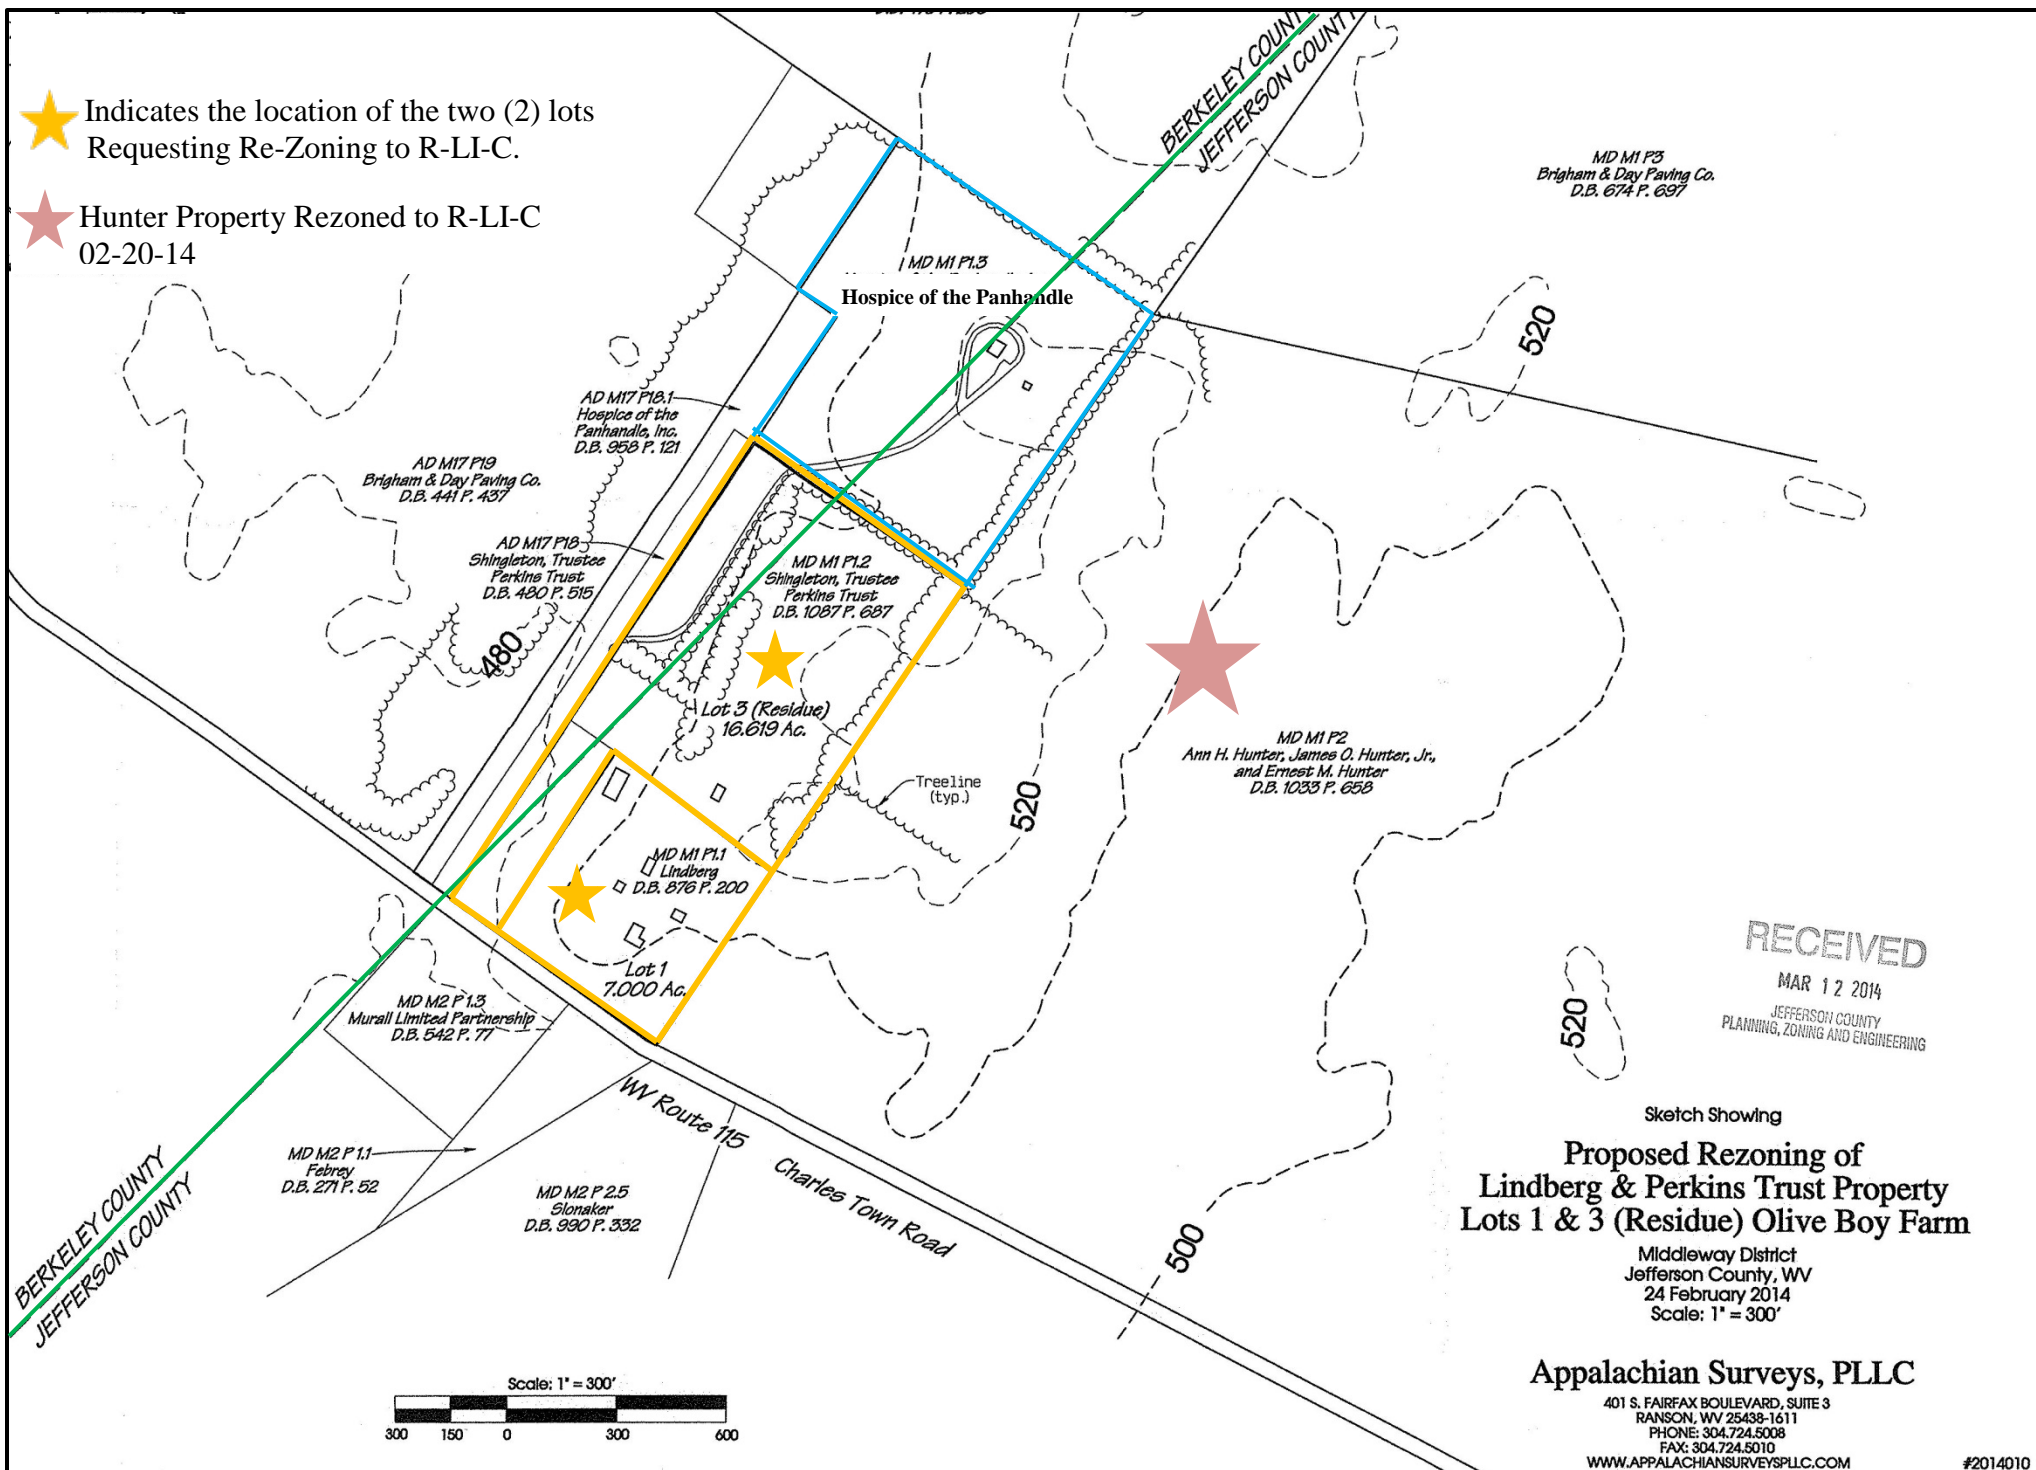 Indicates the location of the two (2) lots
Requesting Re-Zoning to R-LI-C.
Hunter Property Rezoned to R-LI-C
02-20-14
BERKELEY COUNTY
JEFFERSON COUNTY
MD M1 P3
Brigham & Day Paving Co.
D.B. 674 P. 697
MD M1 P1.3
Hospice of the Panhandle
520
AD M17 P18.1
Hospice of the
Panhandle, Inc.
D.B. 958 P. 121
AD M17 P19
Brigham & Day Paving Co.
D.B. 441 P. 437
AD M17 P18
Shingleton, Trustee
Perkins Trust
D.B. 480 P. 515
MD M1 P1.2
Shingleton, Trustee
Perkins Trust
D.B. 1087 P. 687
480
Lot 3 (Residue)
16.619 Ac.
MD M1 P2
Ann H. Hunter, James O. Hunter, Jr.,
and Ernest M. Hunter
D.B. 1033 P. 658
Treeline
(typ.)
520
MD M1 P1.1
Lindberg
D.B. 876 P. 200
Lot 1
7.000 Ac.
RECEIVED
MAR 12 2014
JEFFERSON COUNTY
PLANNING, ZONING AND ENGINEERING
520
MD M2 P 1.3
Murall Limited Partnership
D.B. 542 P. 77
WV Route 115
Charles Town Road
MD M2 P 1.1
Febrey
D.B. 271 P. 52
MD M2 P 2.5
Slonaker
D.B. 990 P. 332
500
BERKELEY COUNTY
JEFFERSON COUNTY
Sketch Showing
Proposed Rezoning of
Lindberg & Perkins Trust Property
Lots 1 & 3 (Residue) Olive Boy Farm
Middleway District
Jefferson County, WV
24 February 2014
Scale: 1" = 300'
Scale: 1" = 300'
300 150 0 300 600
Appalachian Surveys, PLLC
401 S. FAIRFAX BOULEVARD, SUITE 3
RANSON, WV 25438-1611
PHONE: 304.724.5008
FAX: 304.724.5010
WWW.APPALACHIANSURVEYSPLLC.COM
#2014010